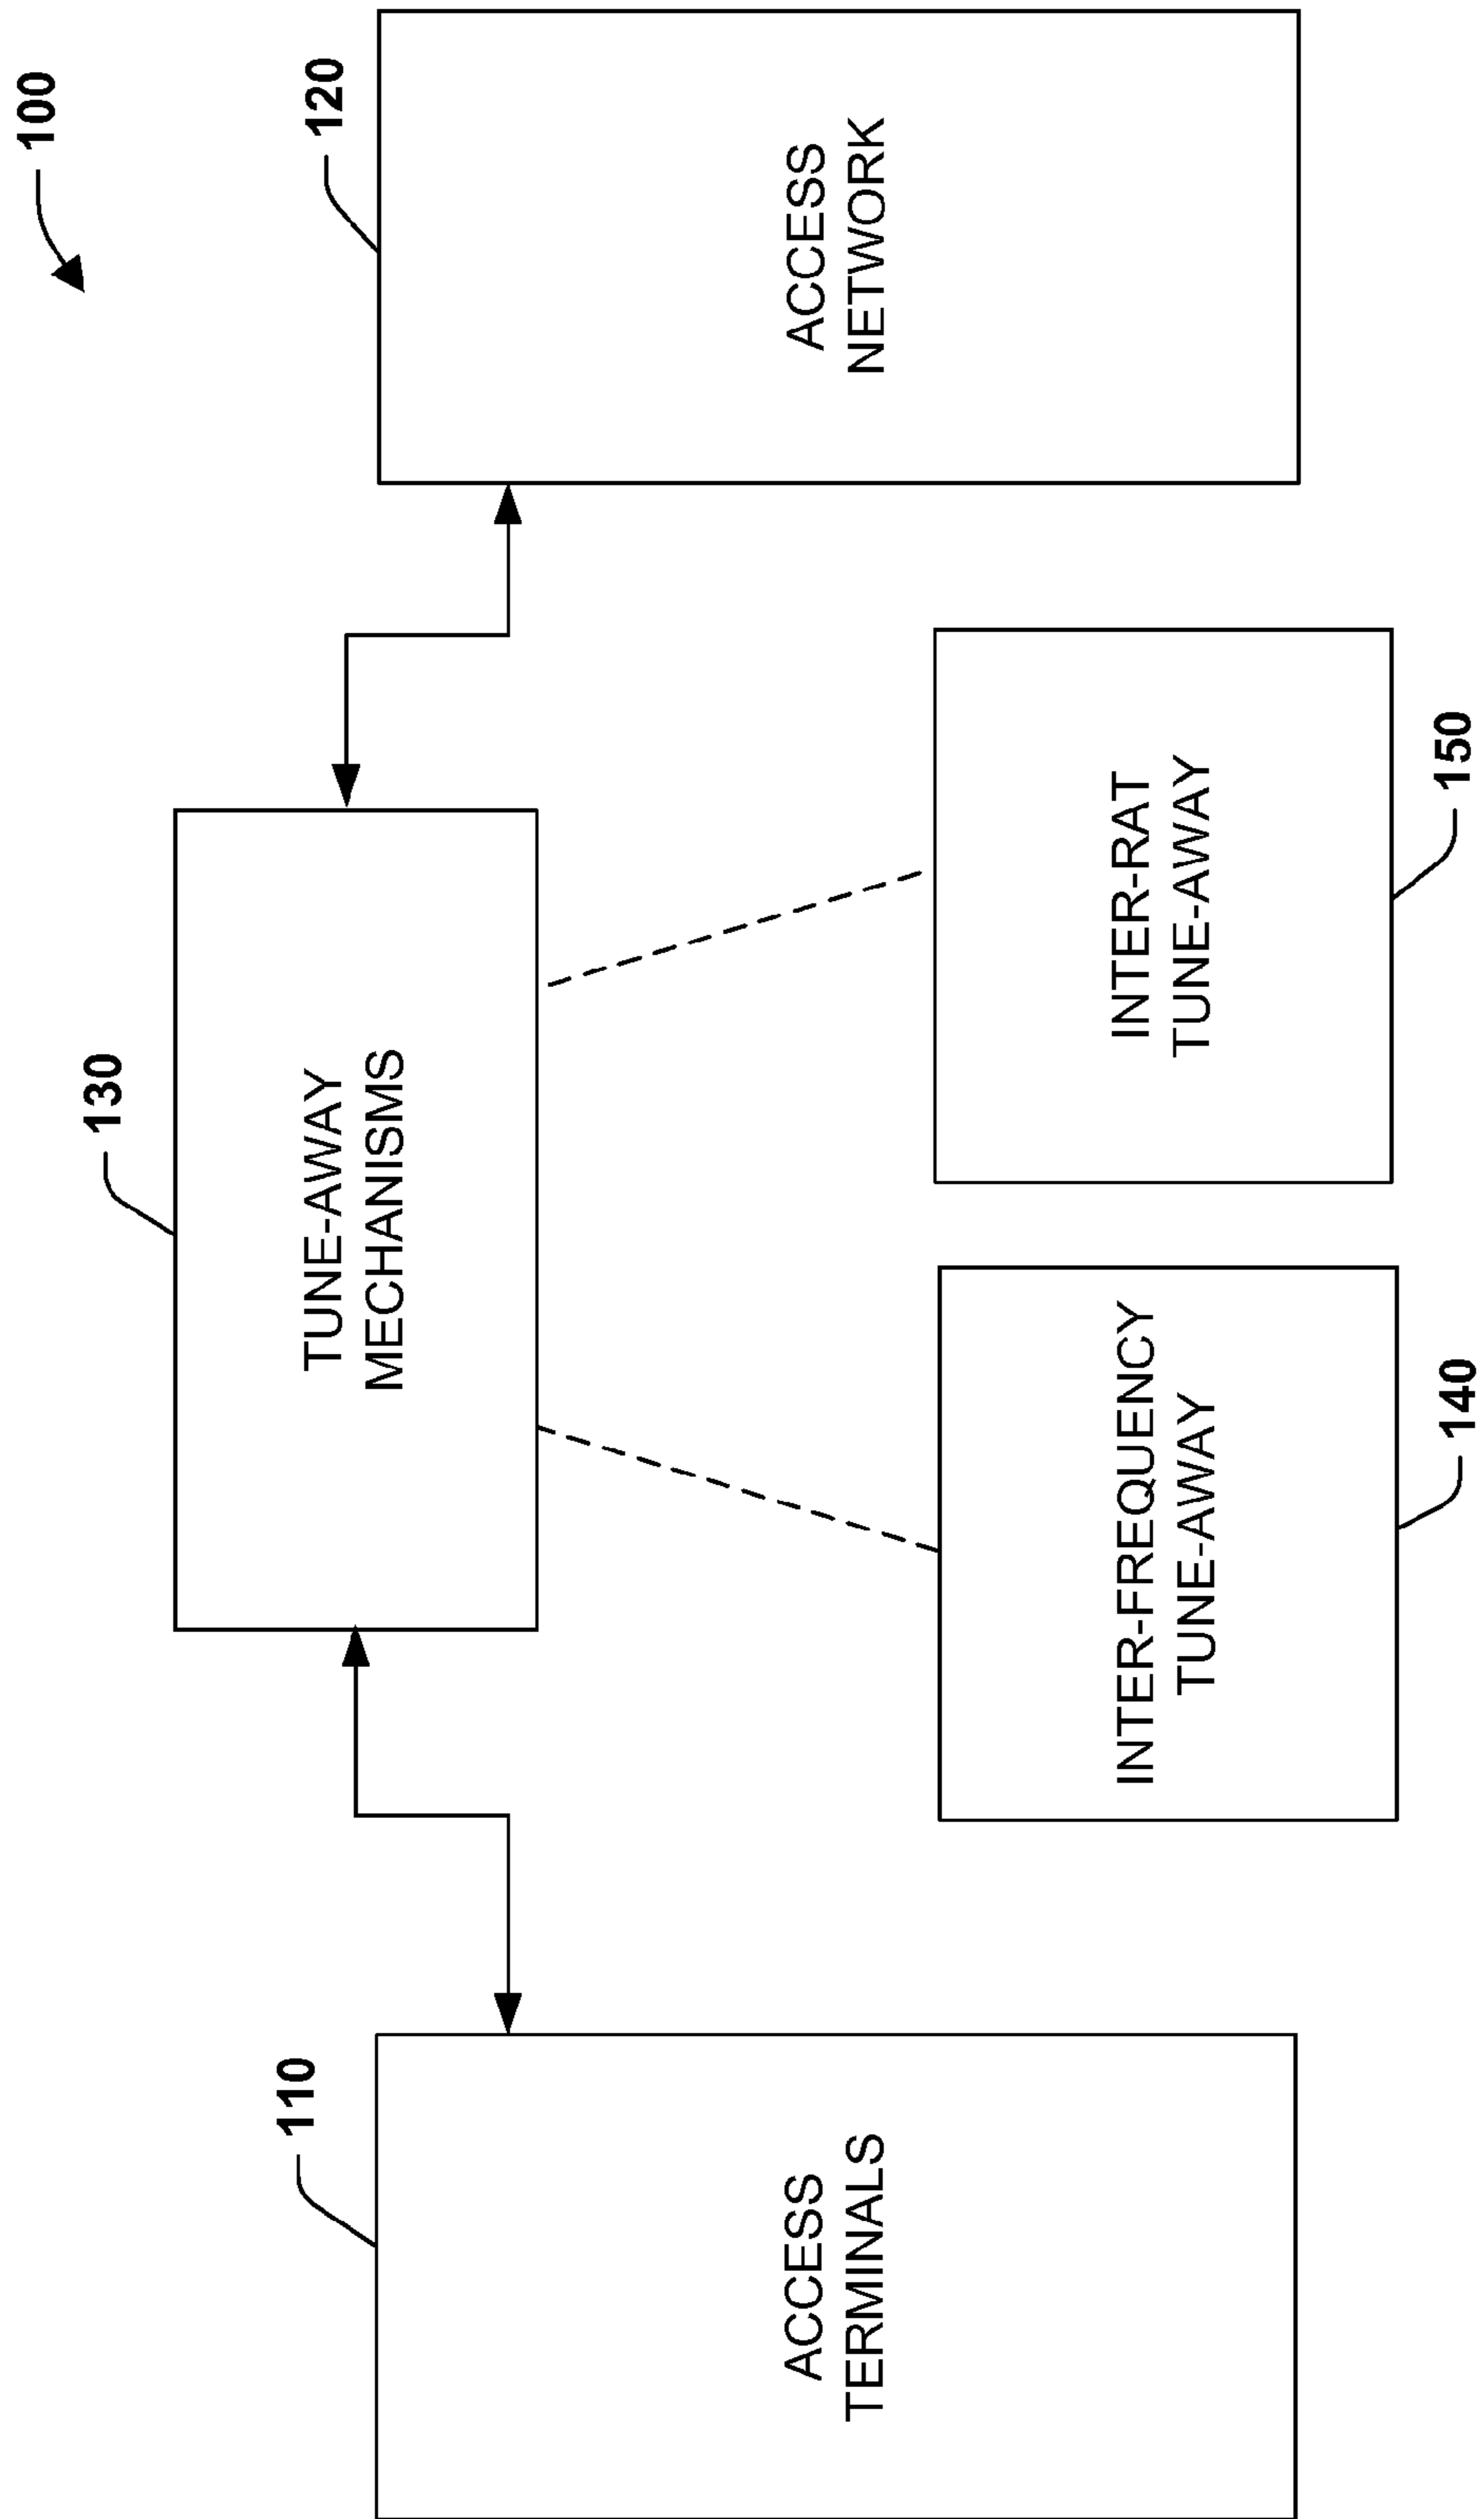 100
130
TUNE-AWAY
MECHANISMS
110
120
ACCESS
TERMINALS
ACCESS
NETWORK
INTER-FREQUENCY
TUNE-AWAY
INTER-RAT
TUNE-AWAY
140
150